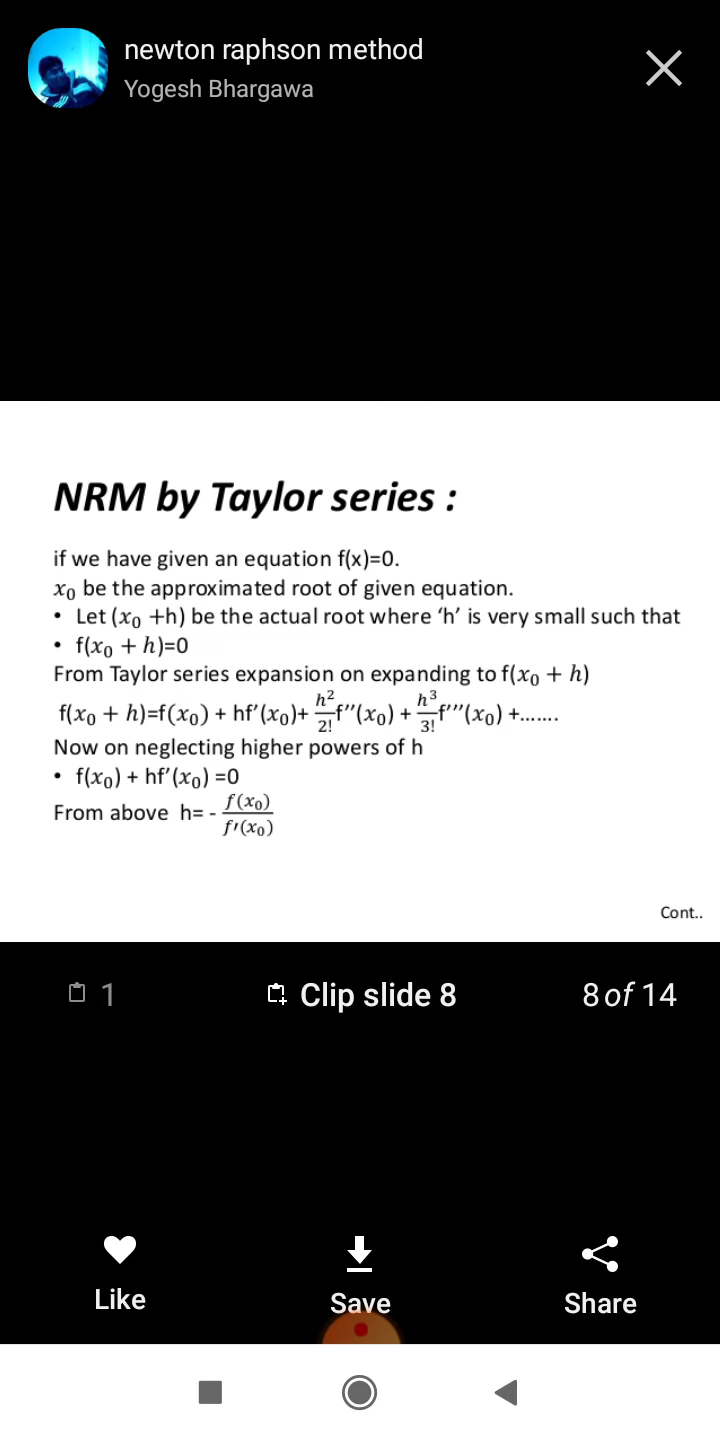 newton raphson method
Yogesh Bhargawa
NRM by Taylor series :
if we have given an equation f(x)=0.
x₀ be the approximated root of given equation.
• Let (x₀ +h) be the actual root where ‘h’ is very small such that
• f(x₀ + h)=0
From Taylor series expansion on expanding to f(x₀ + h)
f(x₀ + h)=f(x₀) + hf’(x₀)+ h²/2! f’’(x₀) + h³/3! f’’’(x₀) +.......
Now on neglecting higher powers of h
• f(x₀) + hf’(x₀) =0
From above h= - f(x₀)/f′(x₀)
Cont..
1
Clip slide 8
8 of 14
Like
Save
Share